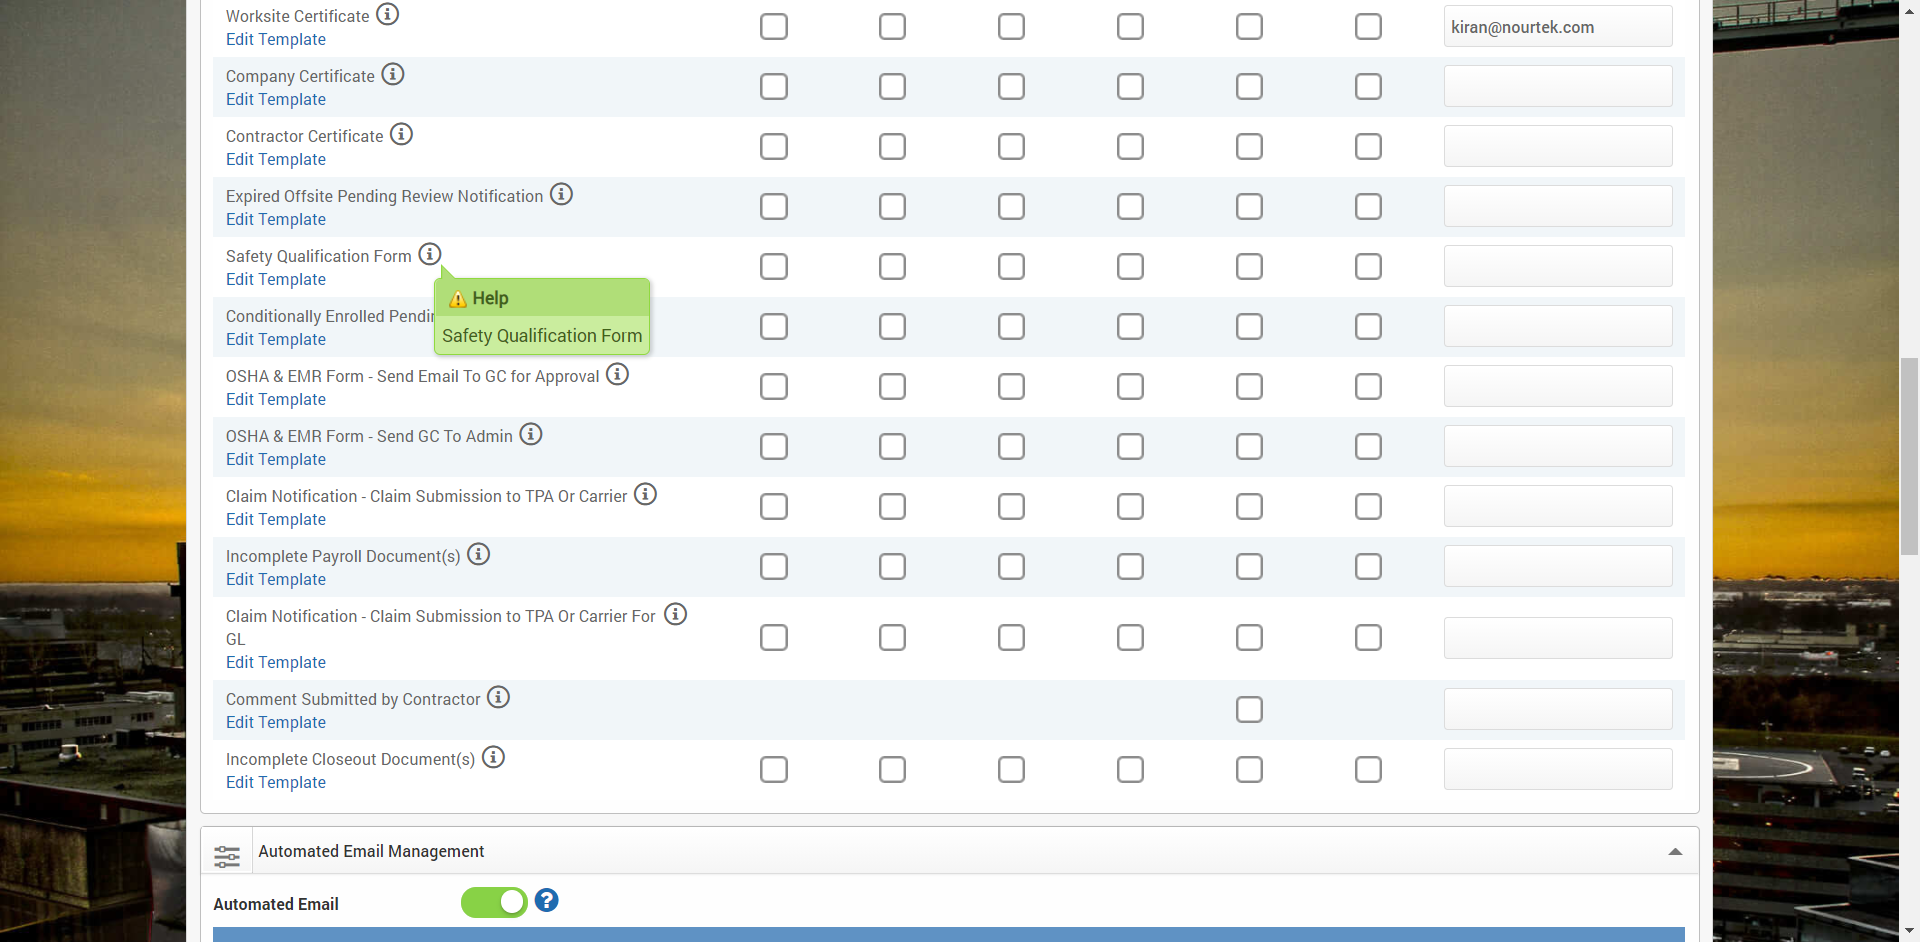 Worksite Certificate
Edit Template
kiran@nourtek.com
Company Certificate
Edit Template
Contractor Certificate
Edit Template
Expired Offsite Pending Review Notification
Edit Template
Safety Qualification Form
Edit Template
Help
Safety Qualification Form
Conditionally Enrolled
Edit Template
OSHA & EMR Form - Send Email To GC for Approval
Edit Template
OSHA & EMR Form - Send GC To Admin
Edit Template
Claim Notification - Claim Submission to TPA Or Carrier
Edit Template
Incomplete Payroll Document(s)
Edit Template
Claim Notification - Claim Submission to TPA Or Carrier For
GL
Edit Template
Comment Submitted by Contractor
Edit Template
Incomplete Closeout Document(s)
Edit Template
Automated Email Management
Automated Email